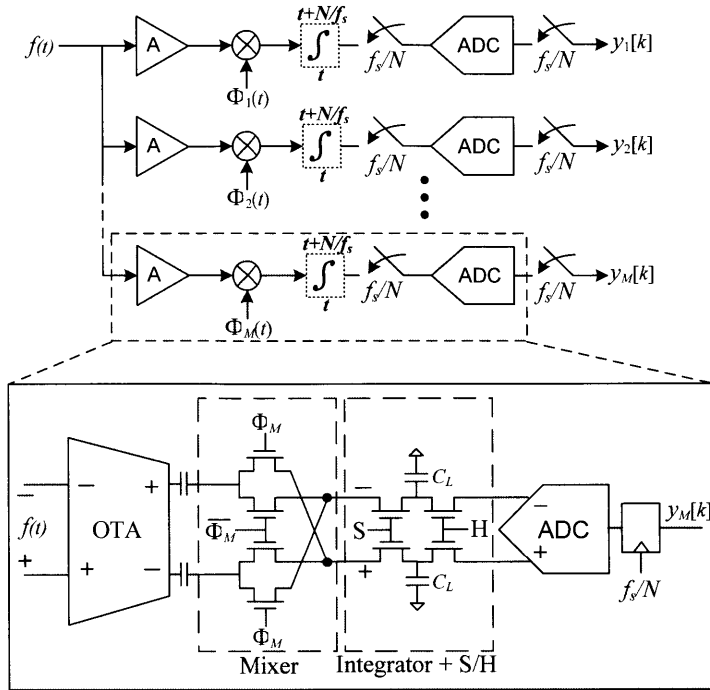 t+N/fs
f(t) A ∫ ADC y1[k]
t fs/N fs/N
Φ1(t)
t+N/fs
A ∫ ADC y2[k]
t fs/N fs/N
Φ2(t)
t+N/fs
A ∫ ADC yM[k]
t fs/N fs/N
ΦM(t)
ΦM
− + − CL − yM[k]
f(t) OTA Φ̅M S H ADC
+ − + CL + fs/N
ΦM
Mixer Integrator + S/H